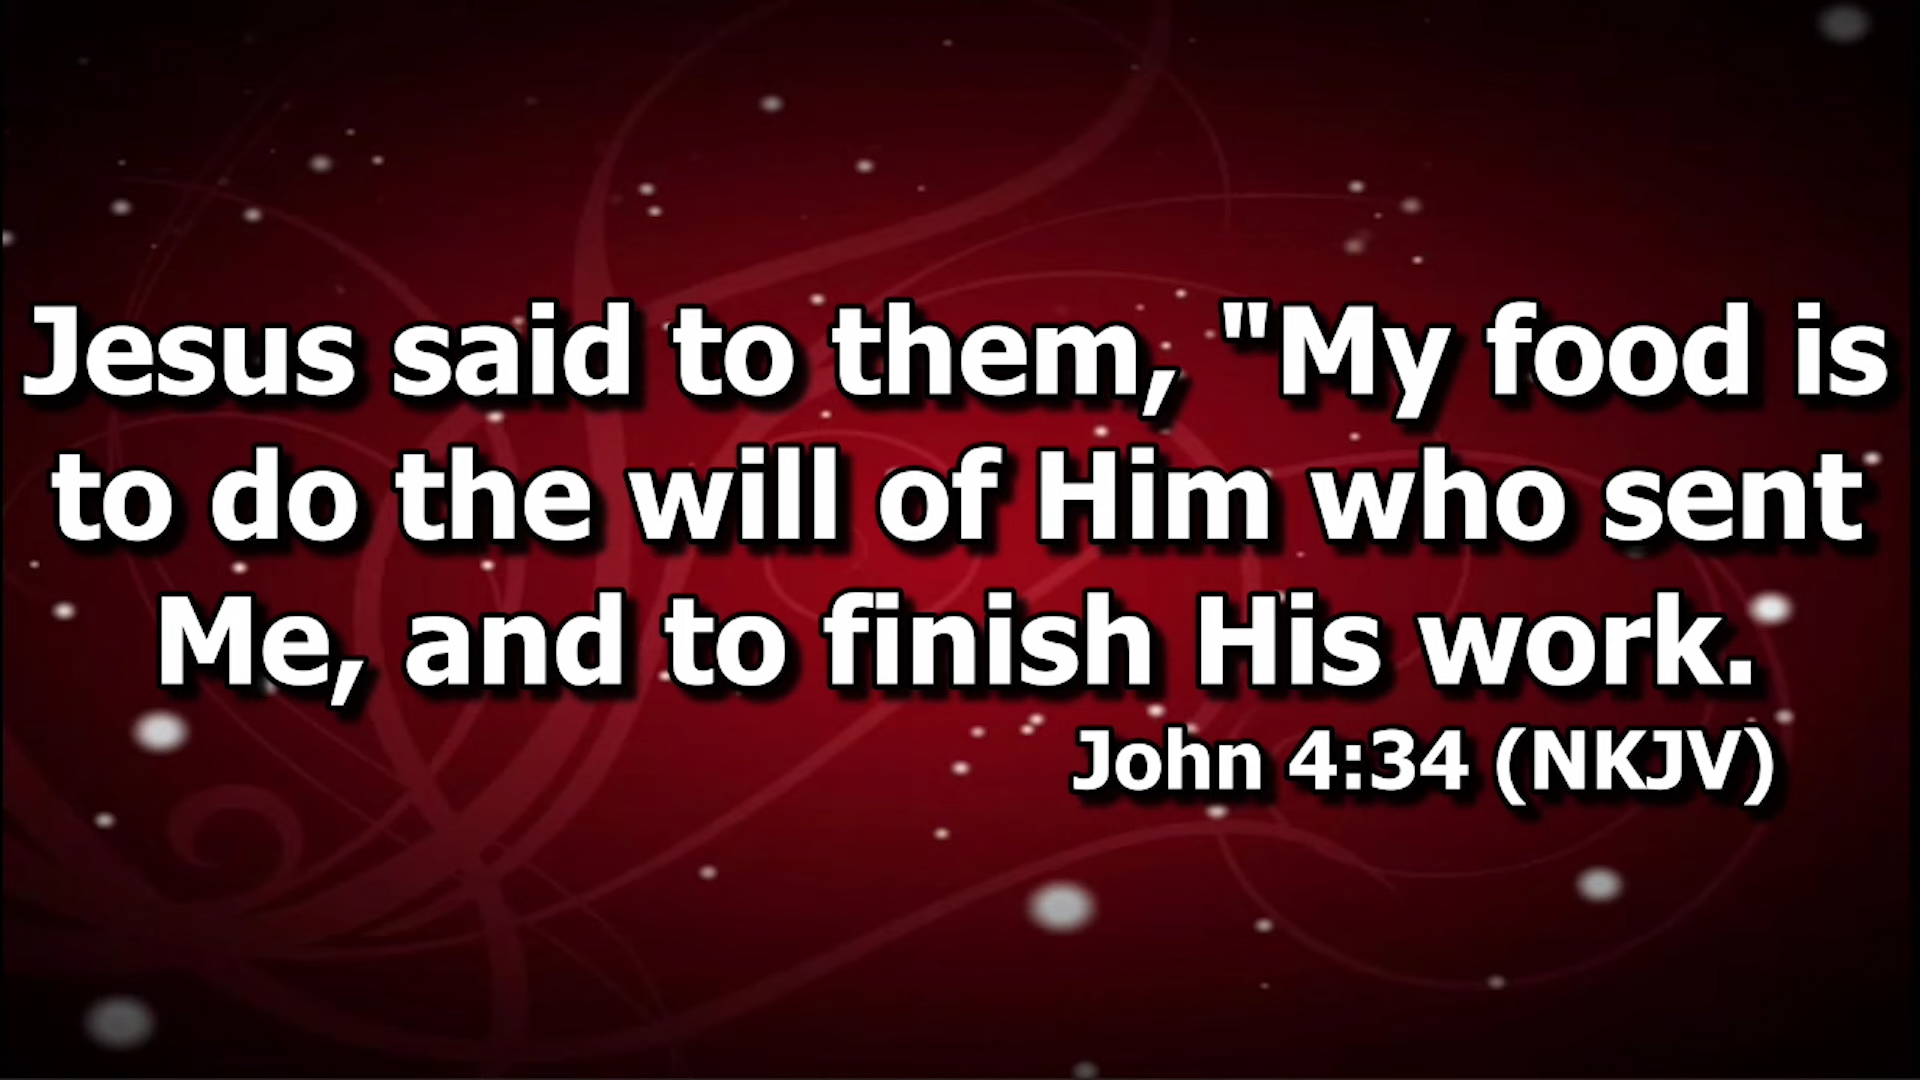 Jesus said to them, "My food is
to do the will of Him who sent
Me, and to finish His work.
John 4:34 (NKJV)